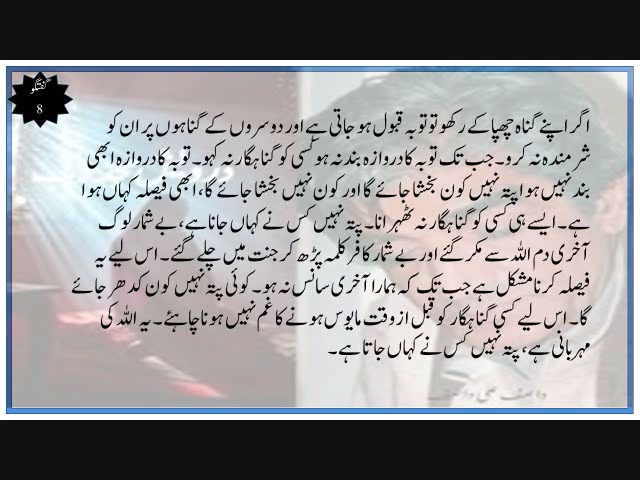 گفتگو
8
اگر اپنے گناہ چھپا کے رکھو تو توبہ قبول ہو جاتی ہے اور دوسروں کے گناہوں پر ان کو
شرمندہ نہ کرو۔ جب تک توبہ کا دروازہ بند نہ ہو کسی کو گناہگار نہ کہو۔ توبہ کا دروازہ ابھی
بند نہیں ہوا پتہ نہیں کون بخشا جائے گا اور کون نہیں بخشا جائے گا، ابھی فیصلہ کہاں ہوا
ہے۔ ایسے ہی کسی کو گناہگار نہ ٹھہرانا۔ پتہ نہیں کس نے کہاں جانا ہے، بے شمار لوگ
آخری دم اللہ سے مکر گئے اور بے شمار کافر کلمہ پڑھ کر جنت میں چلے گئے۔ اس لیے یہ
فیصلہ کرنا مشکل ہے جب تک کہ ہمارا آخری سانس نہ ہو۔ کوئی پتہ نہیں کون کدھر جائے
گا۔ اس لیے کسی گناہگار کو قبل از وقت مایوس ہونے کا غم نہیں ہونا چاہئے۔ یہ اللہ کی
مہربانی ہے، پتہ نہیں کس نے کہاں جاتا ہے۔
واصف علی واصف